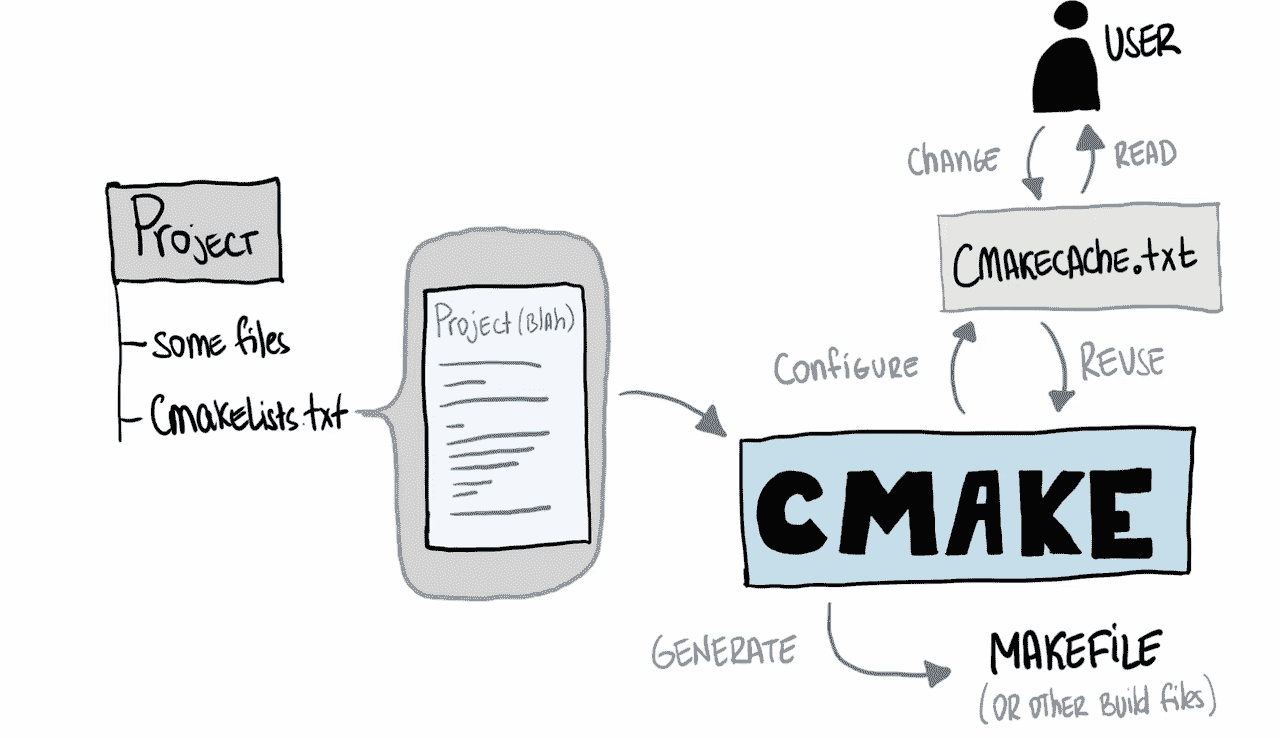 USER
Change
READ
Project
CMAKECAChe.txt
some files
Project (Blah)
CmakeLists.txt
Configure
REUSE
CMAKE
GENERATE
MAKEFiLE
(OR OTher Build files)